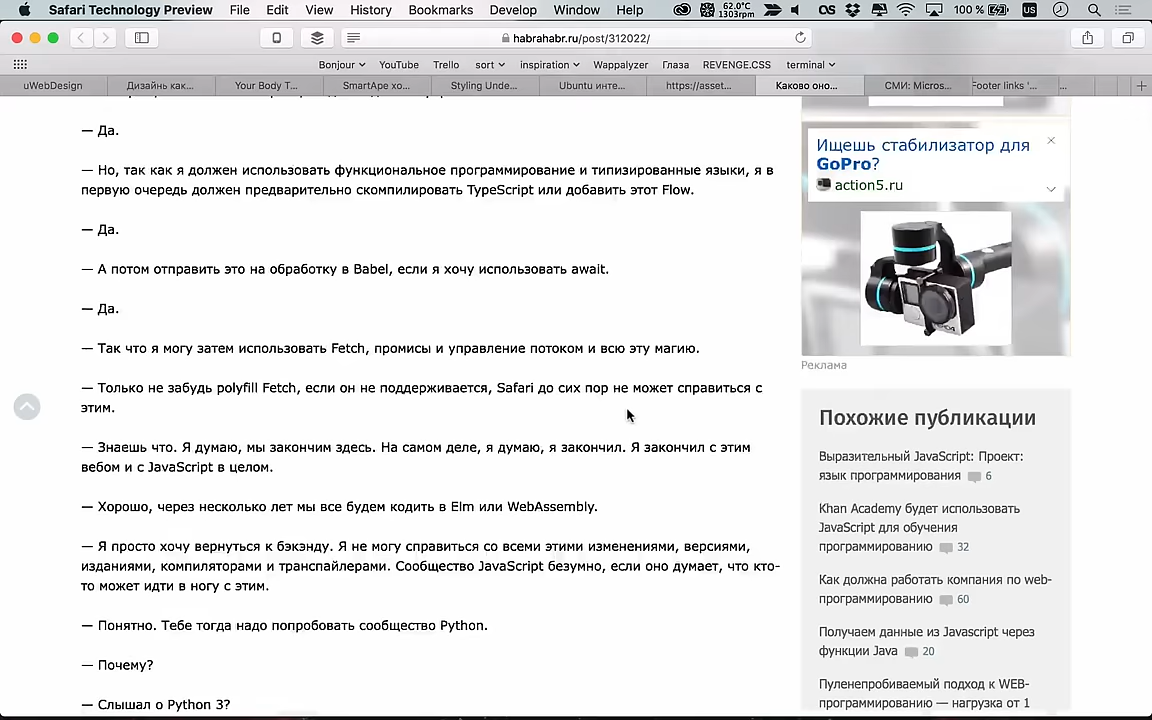 Safari Technology Preview File Edit View History Bookmarks Develop Window Help 62.0°C 1303rpm 100 % US
habrahabr.ru/post/312022/
Bonjour YouTube Trello sort inspiration Wappalyzer Глаза REVENGE.CSS terminal
uWebDesign Дизайнь как... Your Body T... SmartApe хо... Styling Unde... Ubuntu инте... https://asset... Каково оно... СМИ: Micros... Footer links '... ...
— Да.
— Но, так как я должен использовать функциональное программирование и типизированные языки, я в
первую очередь должен предварительно скомпилировать TypeScript или добавить этот Flow.
— Да.
— А потом отправить это на обработку в Babel, если я хочу использовать await.
— Да.
— Так что я могу затем использовать Fetch, промисы и управление потоком и всю эту магию.
— Только не забудь polyfill Fetch, если он не поддерживается, Safari до сих пор не может справиться с
этим.
— Знаешь что. Я думаю, мы закончим здесь. На самом деле, я думаю, я закончил. Я закончил с этим
вебом и с JavaScript в целом.
— Хорошо, через несколько лет мы все будем кодить в Elm или WebAssembly.
— Я просто хочу вернуться к бэкэнду. Я не могу справиться со всеми этими изменениями, версиями,
изданиями, компиляторами и транспайлерами. Сообщество JavaScript безумно, если оно думает, что кто-
то может идти в ногу с этим.
— Понятно. Тебе тогда надо попробовать сообщество Python.
— Почему?
— Слышал о Python 3?
Ищешь стабилизатор для
GoPro?
action5.ru
Реклама
Похожие публикации
Выразительный JavaScript: Проект:
язык программирования 6
Khan Academy будет использовать
JavaScript для обучения
программированию 32
Как должна работать компания по web-
программированию 60
Получаем данные из Javascript через
функции Java 20
Пуленепробиваемый подход к WEB-
программированию — нагрузка от 1